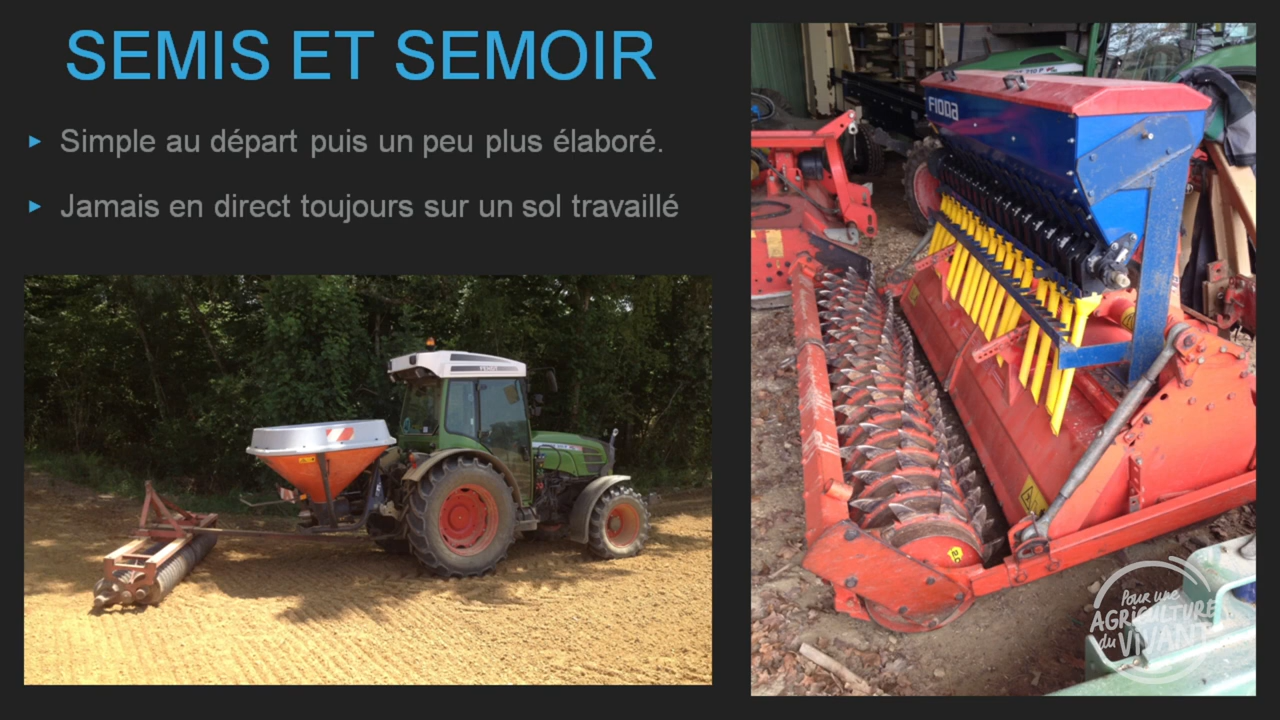 SEMIS ET SEMOIR
Simple au départ puis un peu plus élaboré.
Jamais en direct toujours sur un sol travaillé
FENDT
Pour une
AGRICULTURE
du VIVANT